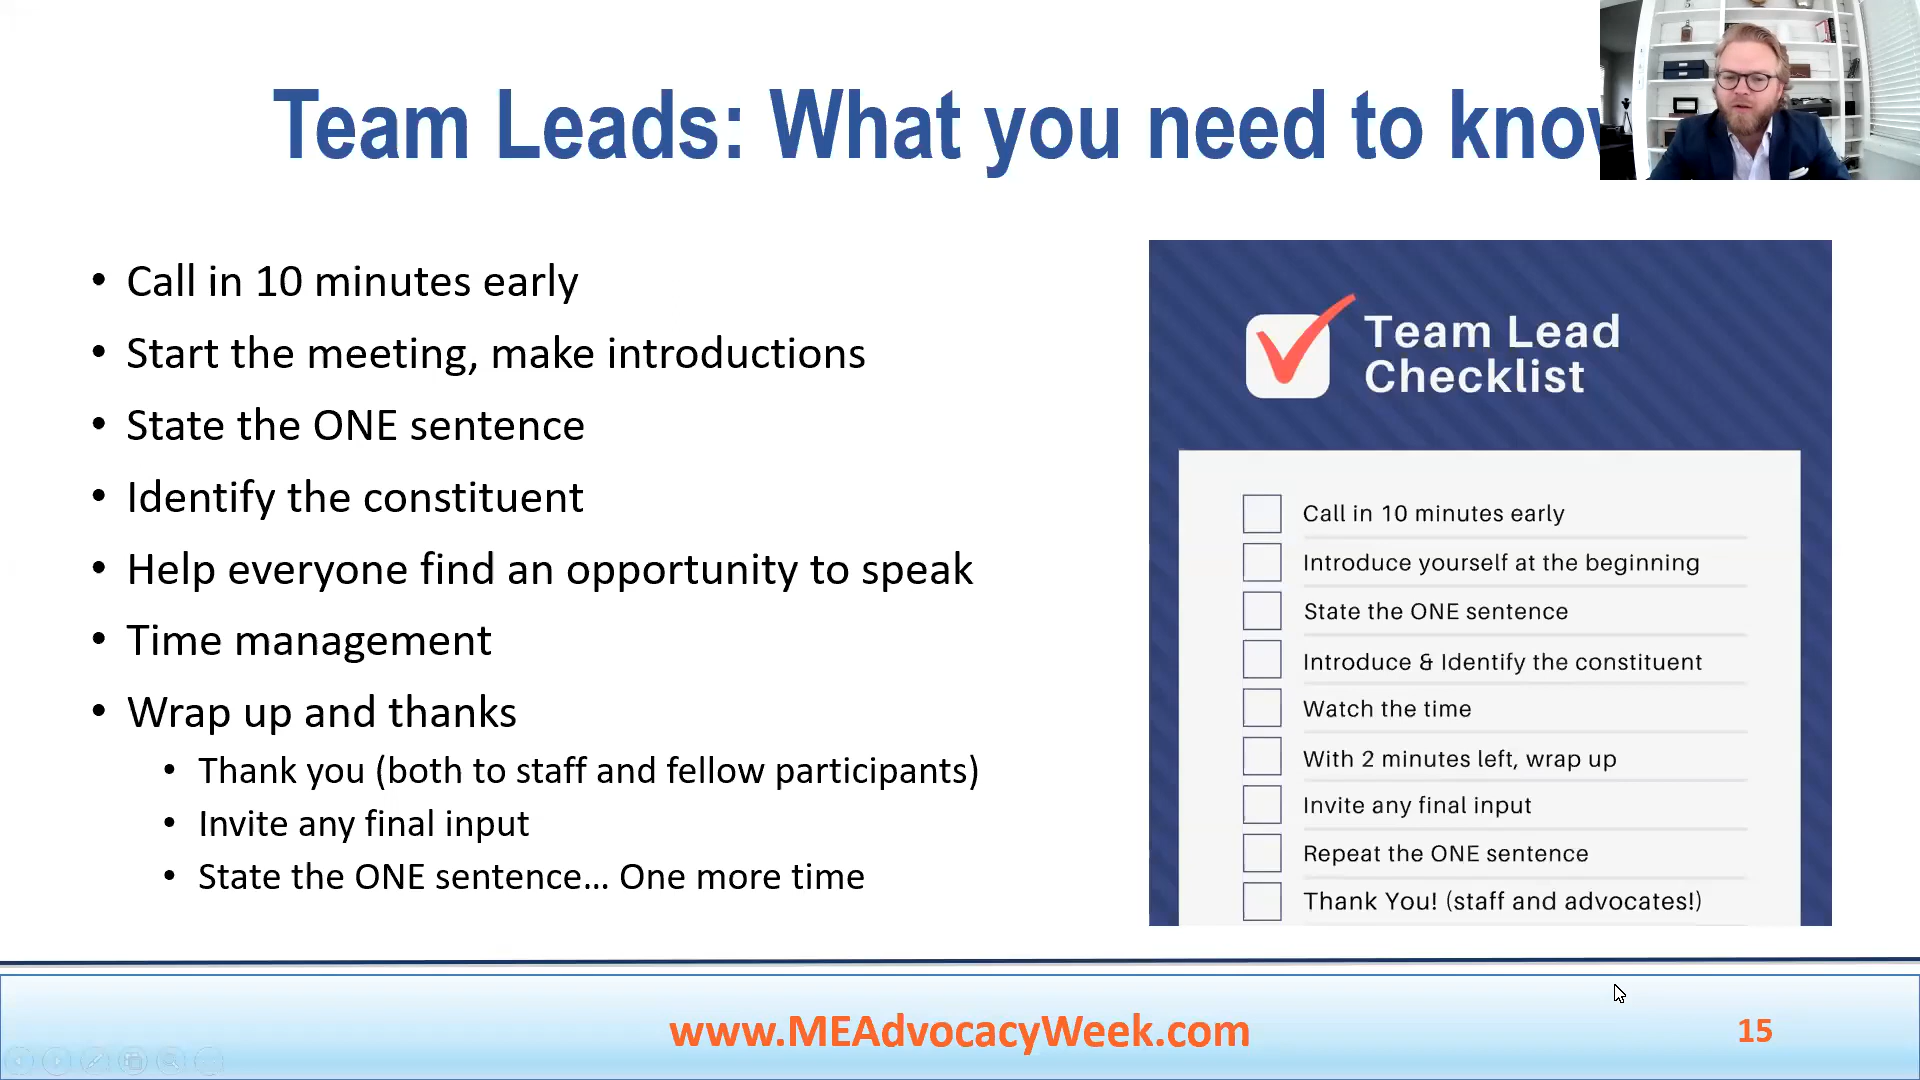 Team Leads: What you need to kno
• Call in 10 minutes early
• Start the meeting, make introductions
• State the ONE sentence
• Identify the constituent
• Help everyone find an opportunity to speak
• Time management
• Wrap up and thanks
• Thank you (both to staff and fellow participants)
• Invite any final input
• State the ONE sentence... One more time
Team Lead
Checklist
Call in 10 minutes early
Introduce yourself at the beginning
State the ONE sentence
Introduce & Identify the constituent
Watch the time
With 2 minutes left, wrap up
Invite any final input
Repeat the ONE sentence
Thank You! (staff and advocates!)
www.MEAdvocacyWeek.com
15